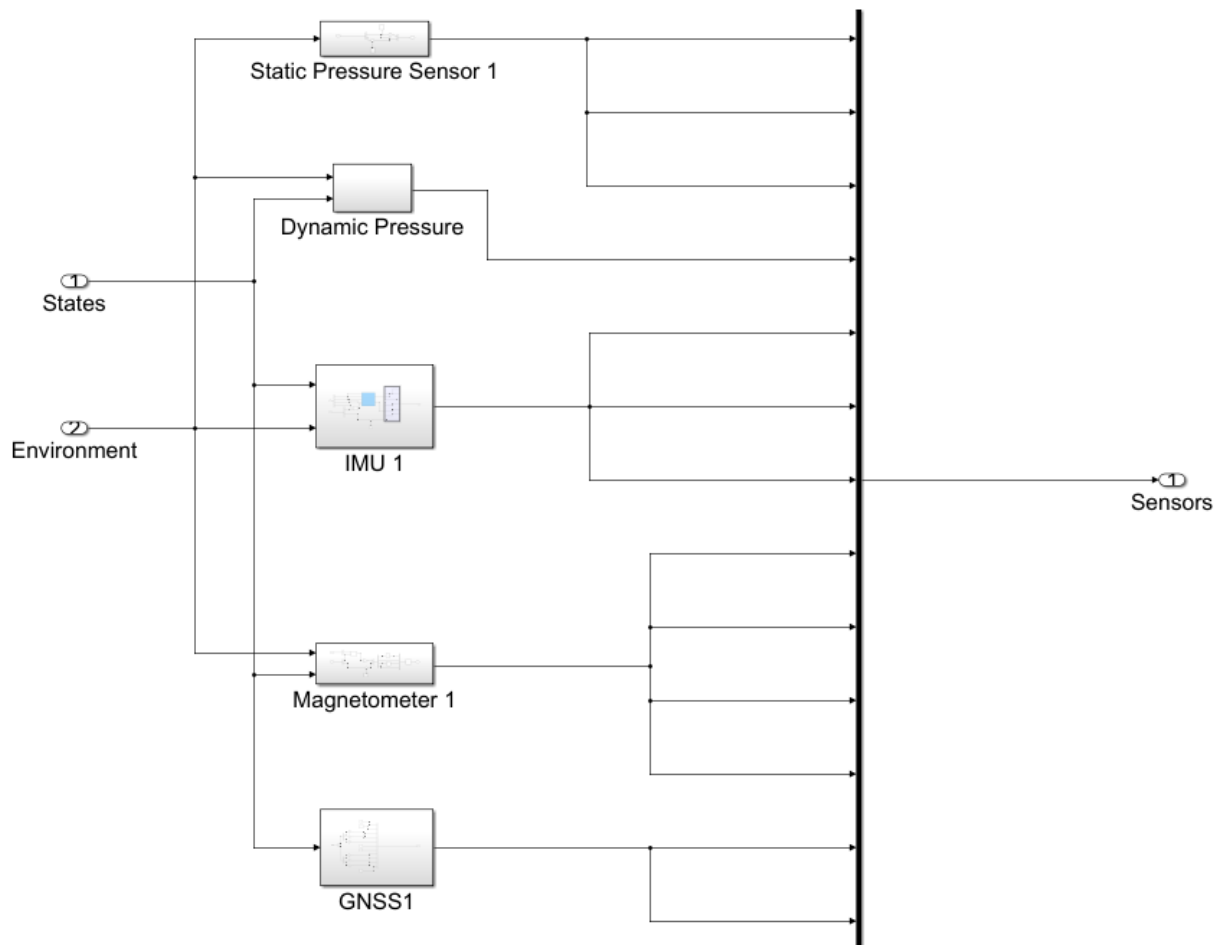 Static Pressure Sensor 1
Dynamic Pressure
1
States
2
Environment
IMU 1
1
Sensors
Magnetometer 1
GNSS1